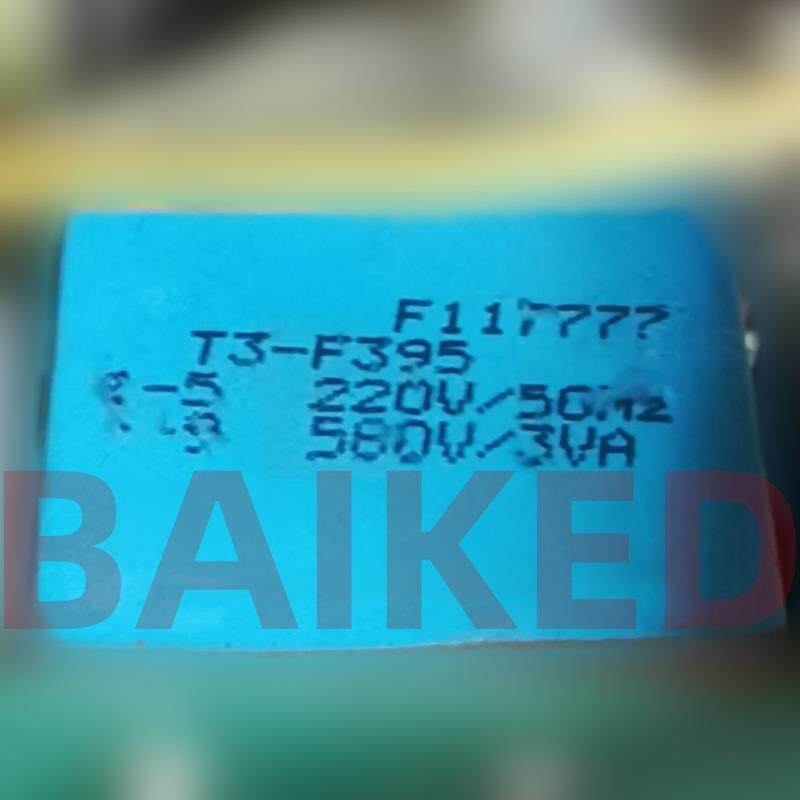 F117777
T3-F395
220V/50Hz
580V/3VA
BAIKED